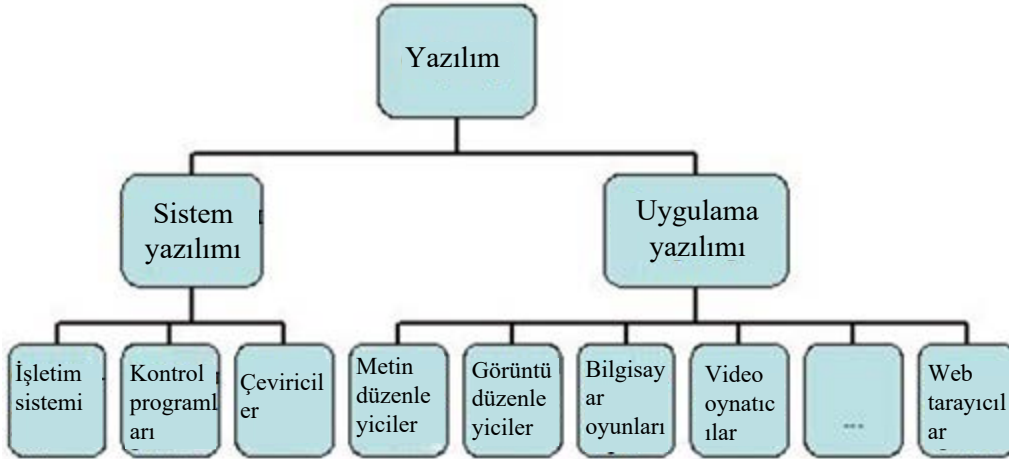 Yazılım
Sistem
yazılımı
Uygulama
yazılımı
İşletim
sistemi
Kontrol
programl
arı
Çeviricil
er
Metin
düzenle
yiciler
Görüntü
düzenle
yiciler
Bilgisay
ar
oyunları
Video
oynatıc
ılar
...
Web
tarayıcıl
ar